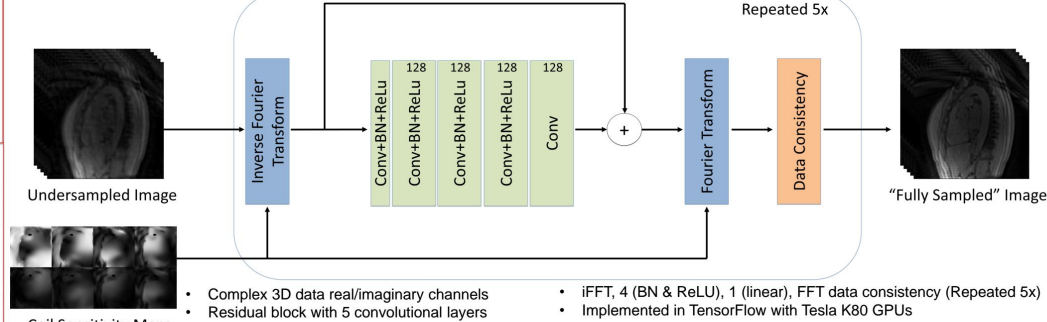 Repeated 5x
Inverse Fourier
Transform
Conv+BN+ReLu
128
Conv+BN+ReLu
128
Conv+BN+ReLu
128
Conv+BN+ReLu
128
Conv
+
Fourier Transform
Data Consistency
Undersampled Image
"Fully Sampled" Image
• Complex 3D data real/imaginary channels
• Residual block with 5 convolutional layers
• iFFT, 4 (BN & ReLU), 1 (linear), FFT data consistency (Repeated 5x)
• Implemented in TensorFlow with Tesla K80 GPUs